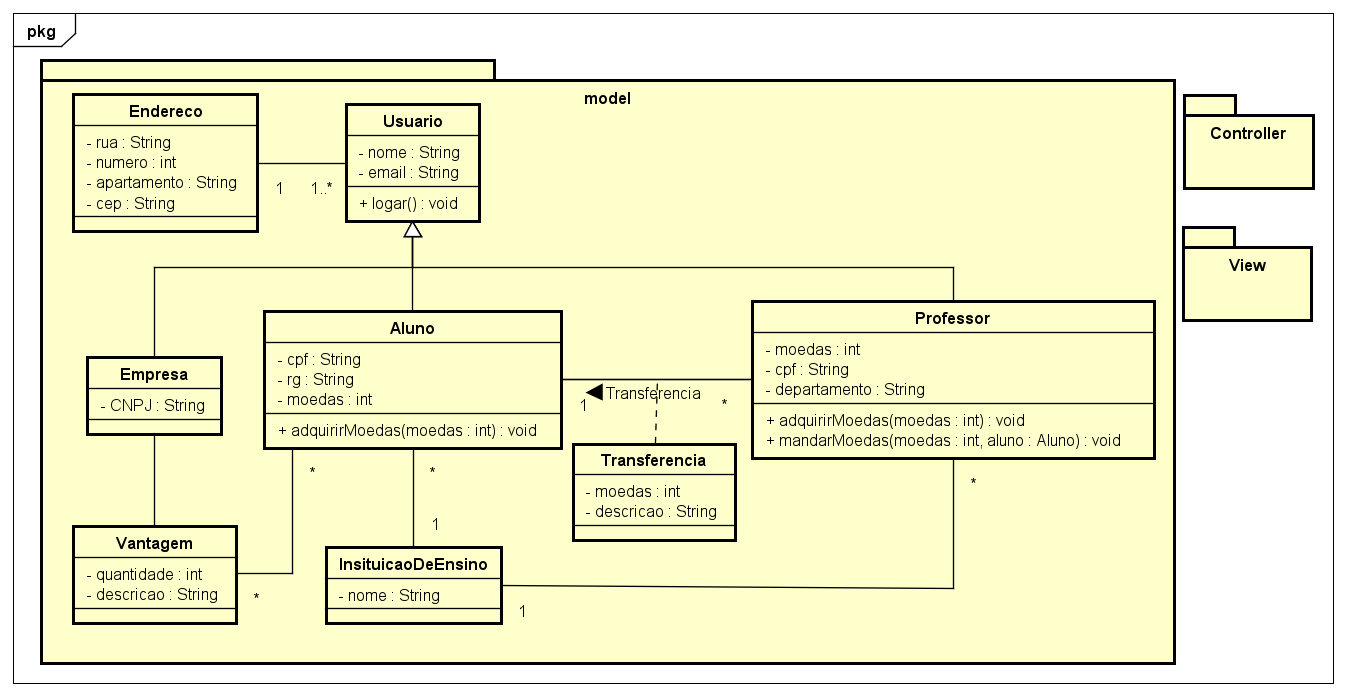 pkg
model
Endereco
- rua : String
- numero : int
- apartamento : String
- cep : String
1
1..*
Usuario
- nome : String
- email : String
+ logar() : void
Controller
View
Empresa
- CNPJ : String
Aluno
- cpf : String
- rg : String
- moedas : int
+ adquirirMoedas(moedas : int) : void
Transferencia
1
*
Professor
- moedas : int
- cpf : String
- departamento : String
+ adquirirMoedas(moedas : int) : void
+ mandarMoedas(moedas : int, aluno : Aluno) : void
Transferencia
- moedas : int
- descricao : String
*
*
*
1
Vantagem
- quantidade : int
- descricao : String
*
InsituicaoDeEnsino
- nome : String
1